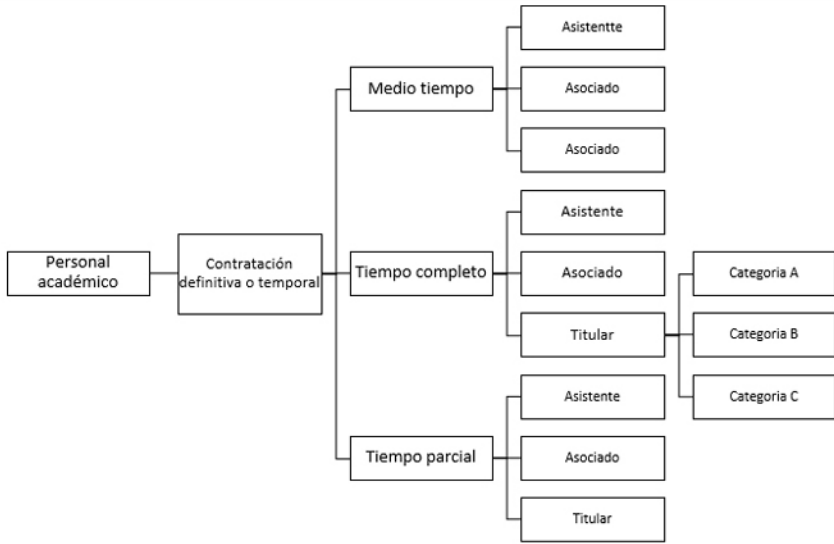 Personal
académico
Contratación
definitiva o temporal
Medio tiempo
Asistentte
Asociado
Asociado
Tiempo completo
Asistente
Asociado
Titular
Categoria A
Categoria B
Categoria C
Tiempo parcial
Asistente
Asociado
Titular